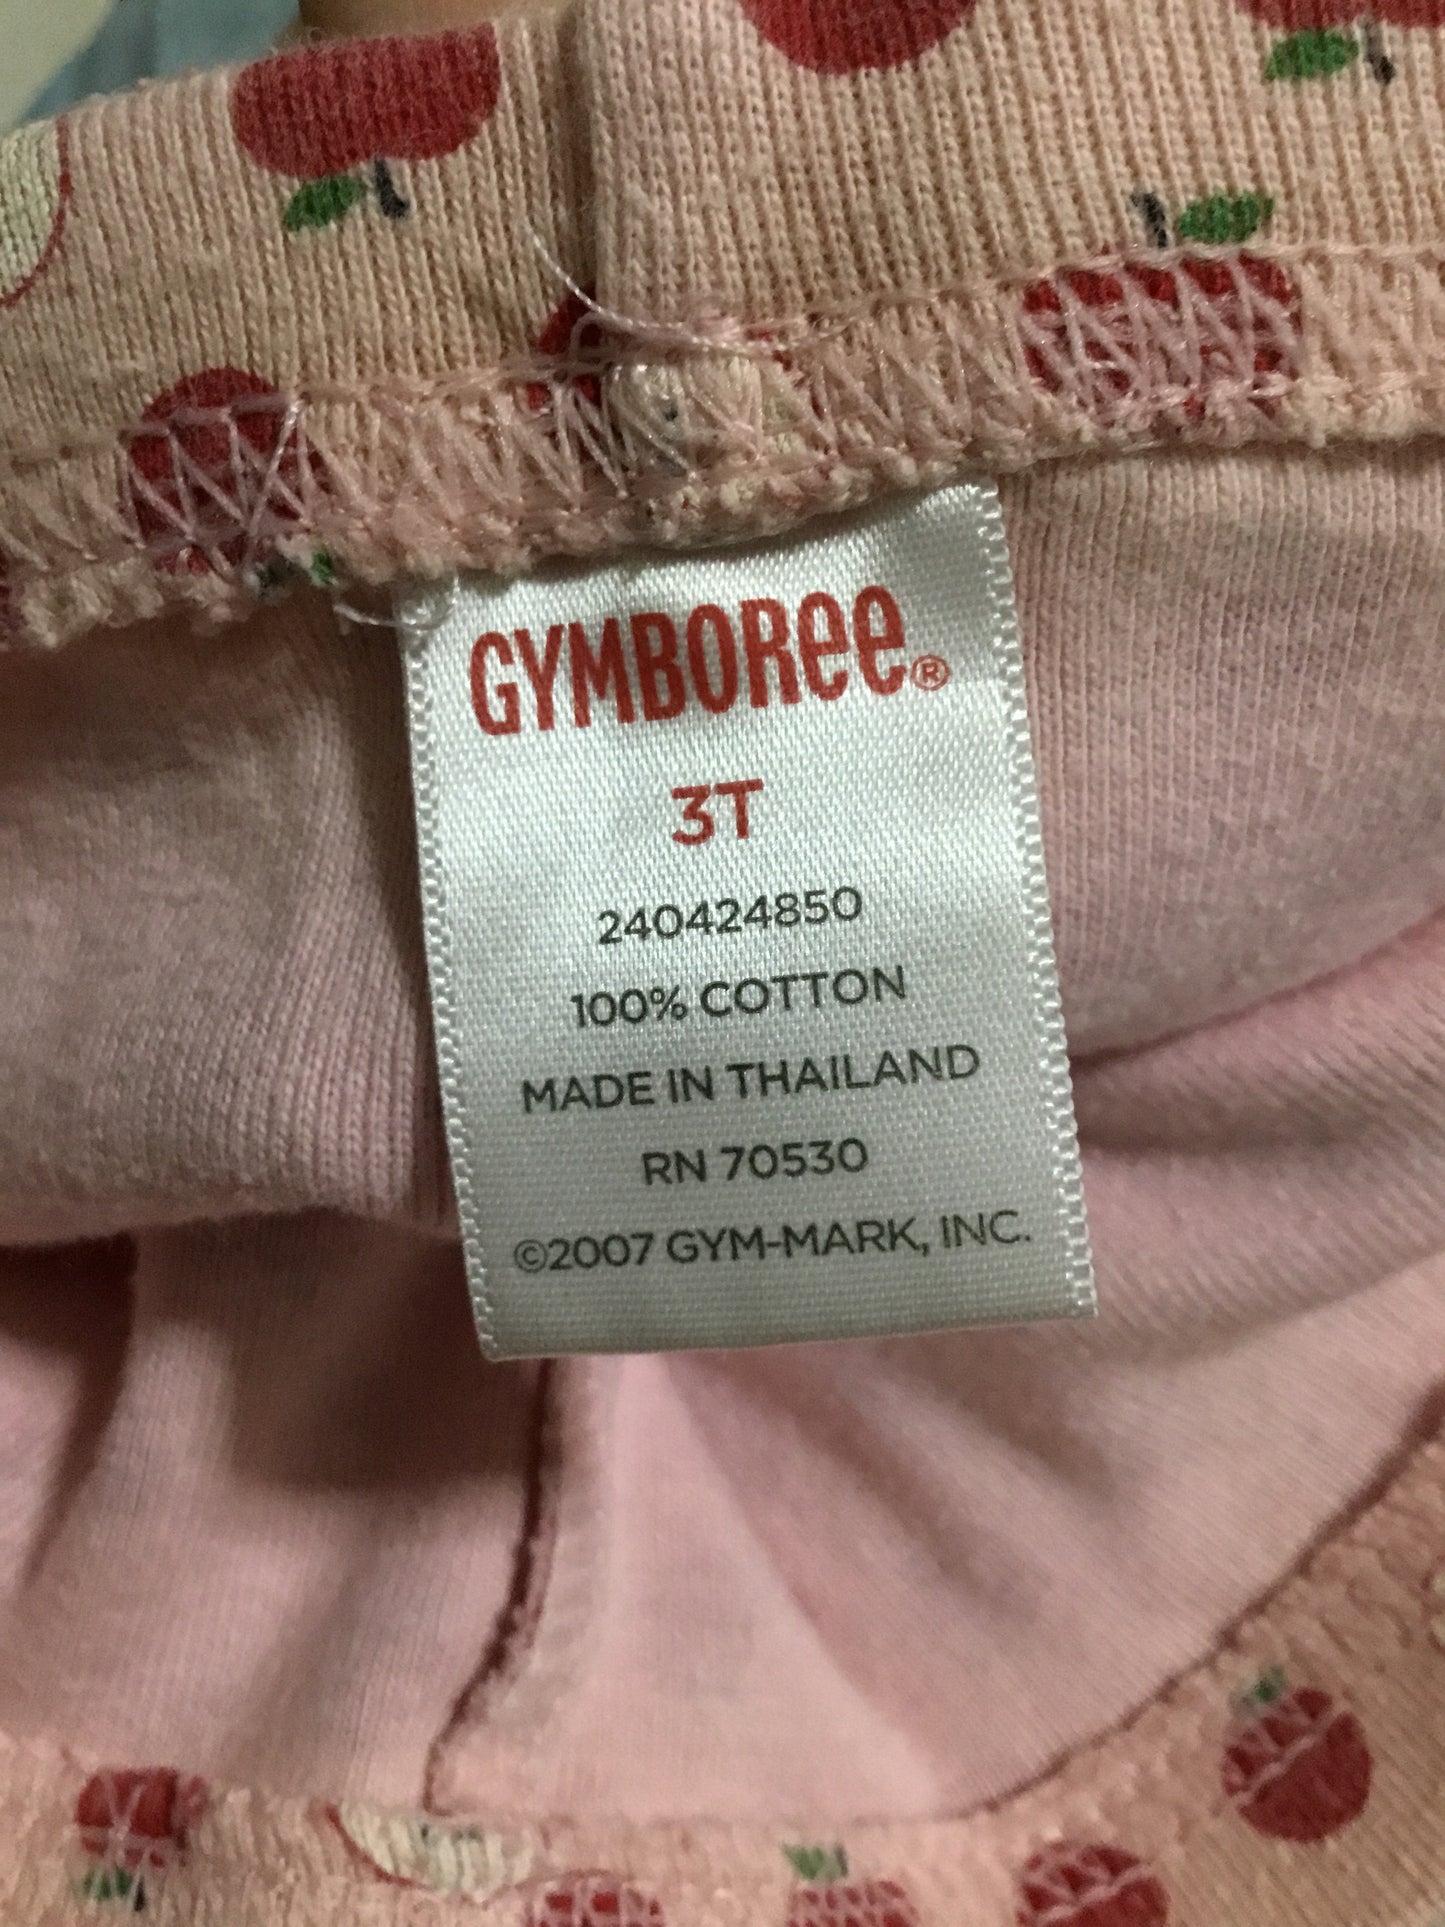 GYMBOREE®
3T
240424850
100% COTTON
MADE IN THAILAND
RN 70530
©2007 GYM-MARK, INC.